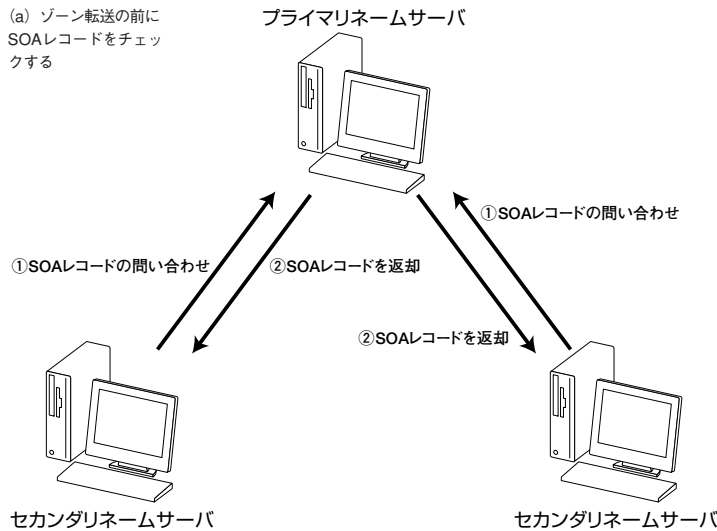 (a) ゾーン転送の前に
SOAレコードをチェッ
クする
プライマリネームサーバ
①SOAレコードの問い合わせ
①SOAレコードの問い合わせ
②SOAレコードを返却
②SOAレコードを返却
セカンダリネームサーバ
セカンダリネームサーバ